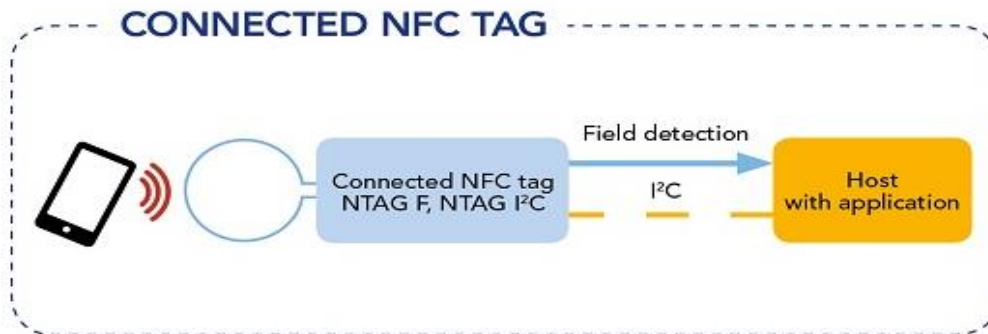 CONNECTED NFC TAG
Field detection
Connected NFC tag
NTAG F, NTAG I²C
I²C
Host
with application